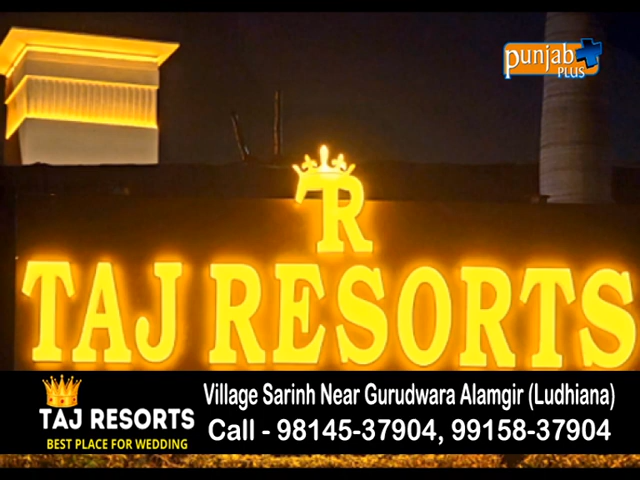 punjab
PLUS
TR
TAJ RESORTS
TAJ RESORTS
BEST PLACE FOR WEDDING
Village Sarinh Near Gurudwara Alamgir (Ludhiana)
Call - 98145-37904, 99158-37904